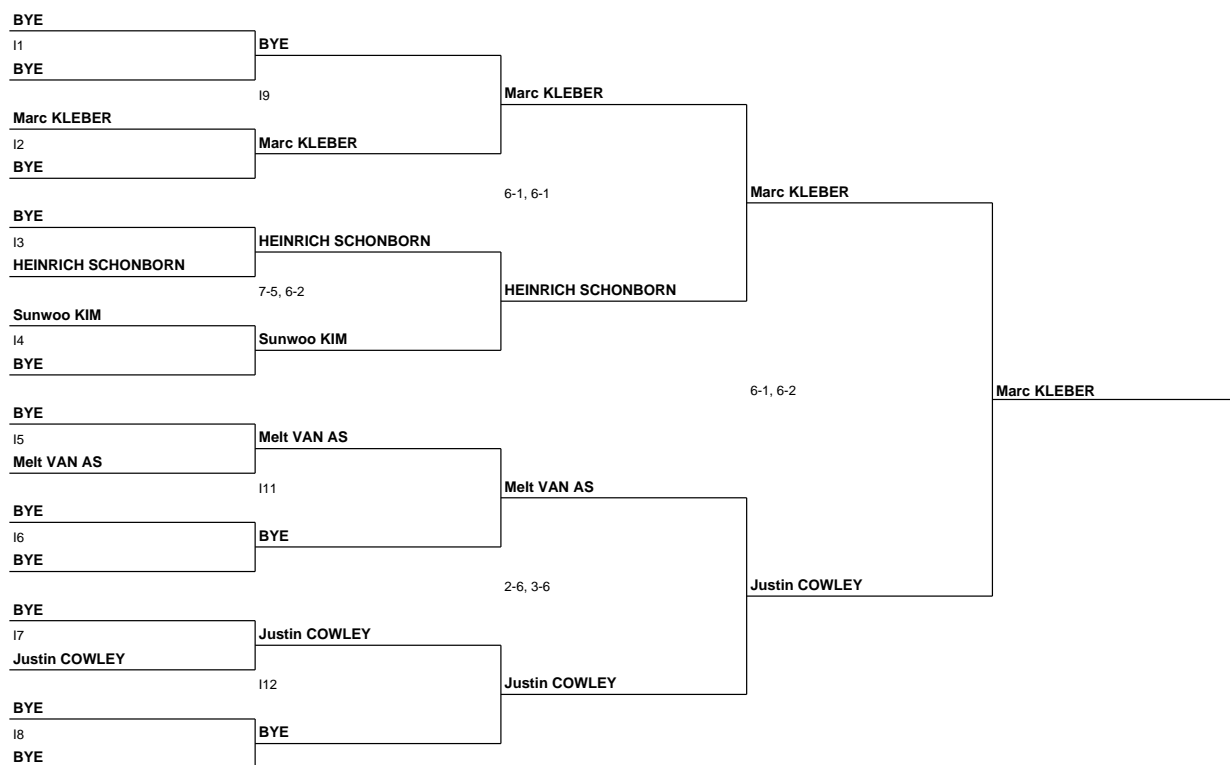 BYE
I1
BYE
BYE
I9
Marc KLEBER
Marc KLEBER
I2
Marc KLEBER
BYE
6-1, 6-1
Marc KLEBER
BYE
I3
HEINRICH SCHONBORN
HEINRICH SCHONBORN
7-5, 6-2
HEINRICH SCHONBORN
Sunwoo KIM
I4
Sunwoo KIM
BYE
6-1, 6-2
Marc KLEBER
BYE
I5
Melt VAN AS
Melt VAN AS
I11
Melt VAN AS
BYE
I6
BYE
BYE
2-6, 3-6
Justin COWLEY
BYE
I7
Justin COWLEY
Justin COWLEY
I12
Justin COWLEY
BYE
I8
BYE
BYE